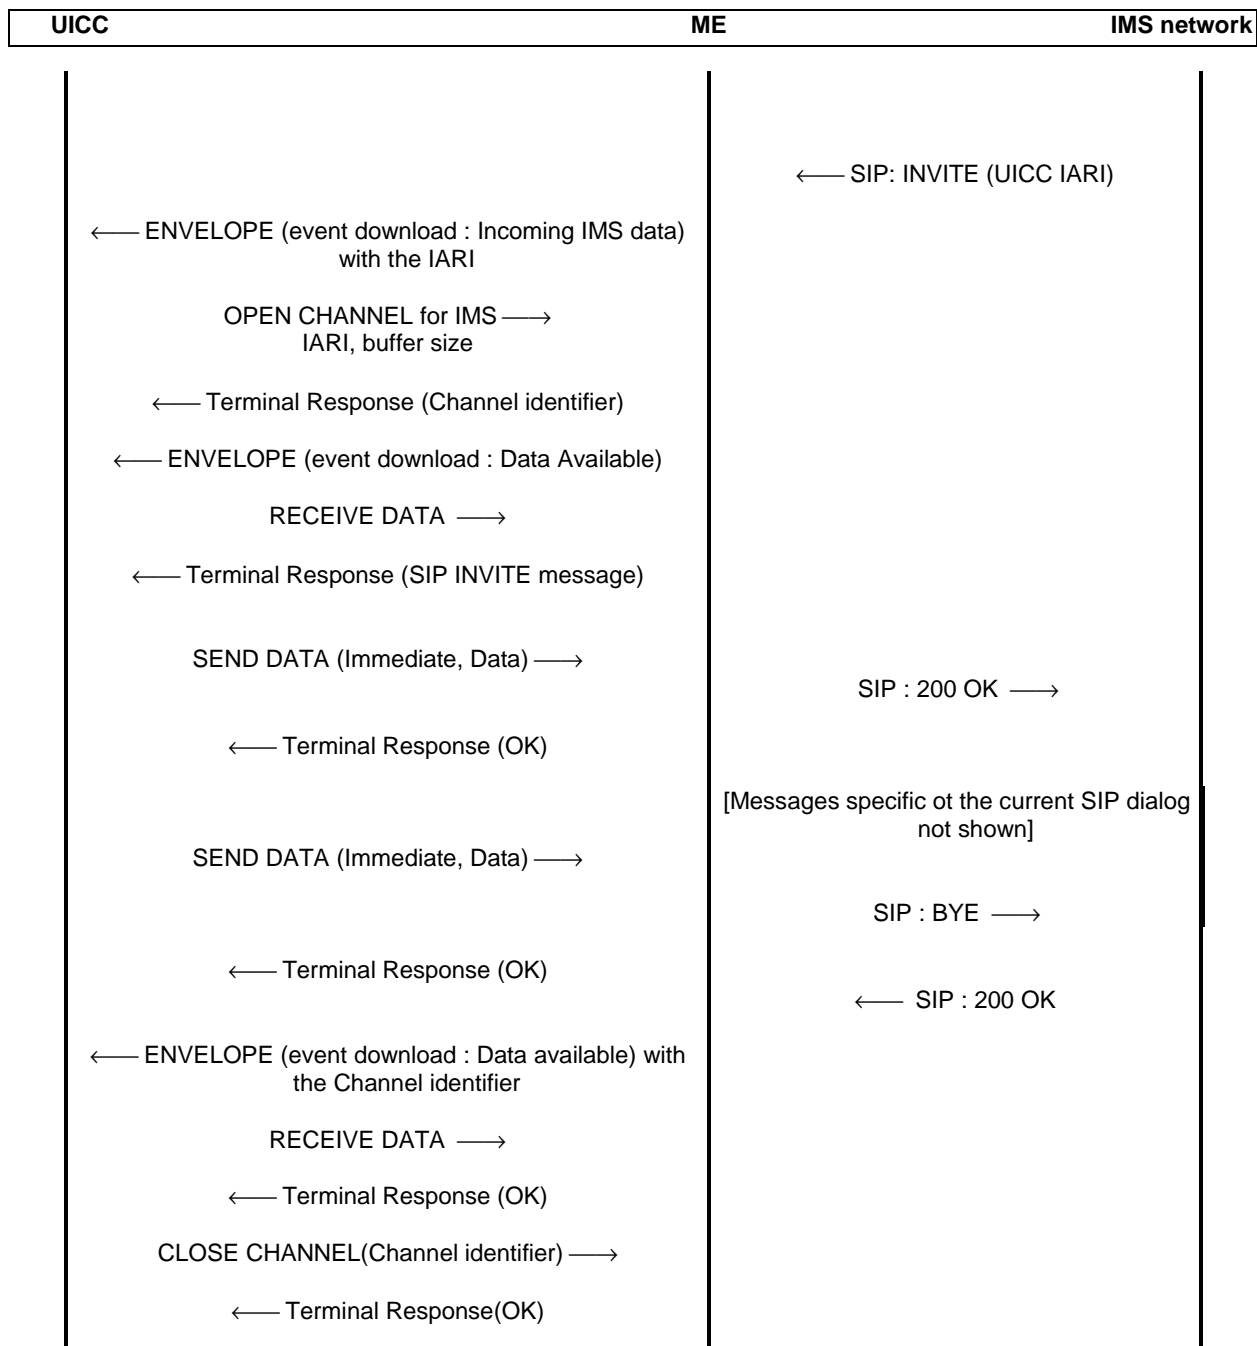 UICC ME IMS network
← SIP: INVITE (UICC IARI)
← ENVELOPE (event download : Incoming IMS data)
with the IARI
OPEN CHANNEL for IMS →
IARI, buffer size
← Terminal Response (Channel identifier)
← ENVELOPE (event download : Data Available)
RECEIVE DATA →
← Terminal Response (SIP INVITE message)
SEND DATA (Immediate, Data) →
SIP : 200 OK →
← Terminal Response (OK)
[Messages specific ot the current SIP dialog
not shown]
SEND DATA (Immediate, Data) →
SIP : BYE →
← Terminal Response (OK)
← SIP : 200 OK
← ENVELOPE (event download : Data available) with
the Channel identifier
RECEIVE DATA →
← Terminal Response (OK)
CLOSE CHANNEL(Channel identifier) →
← Terminal Response(OK)